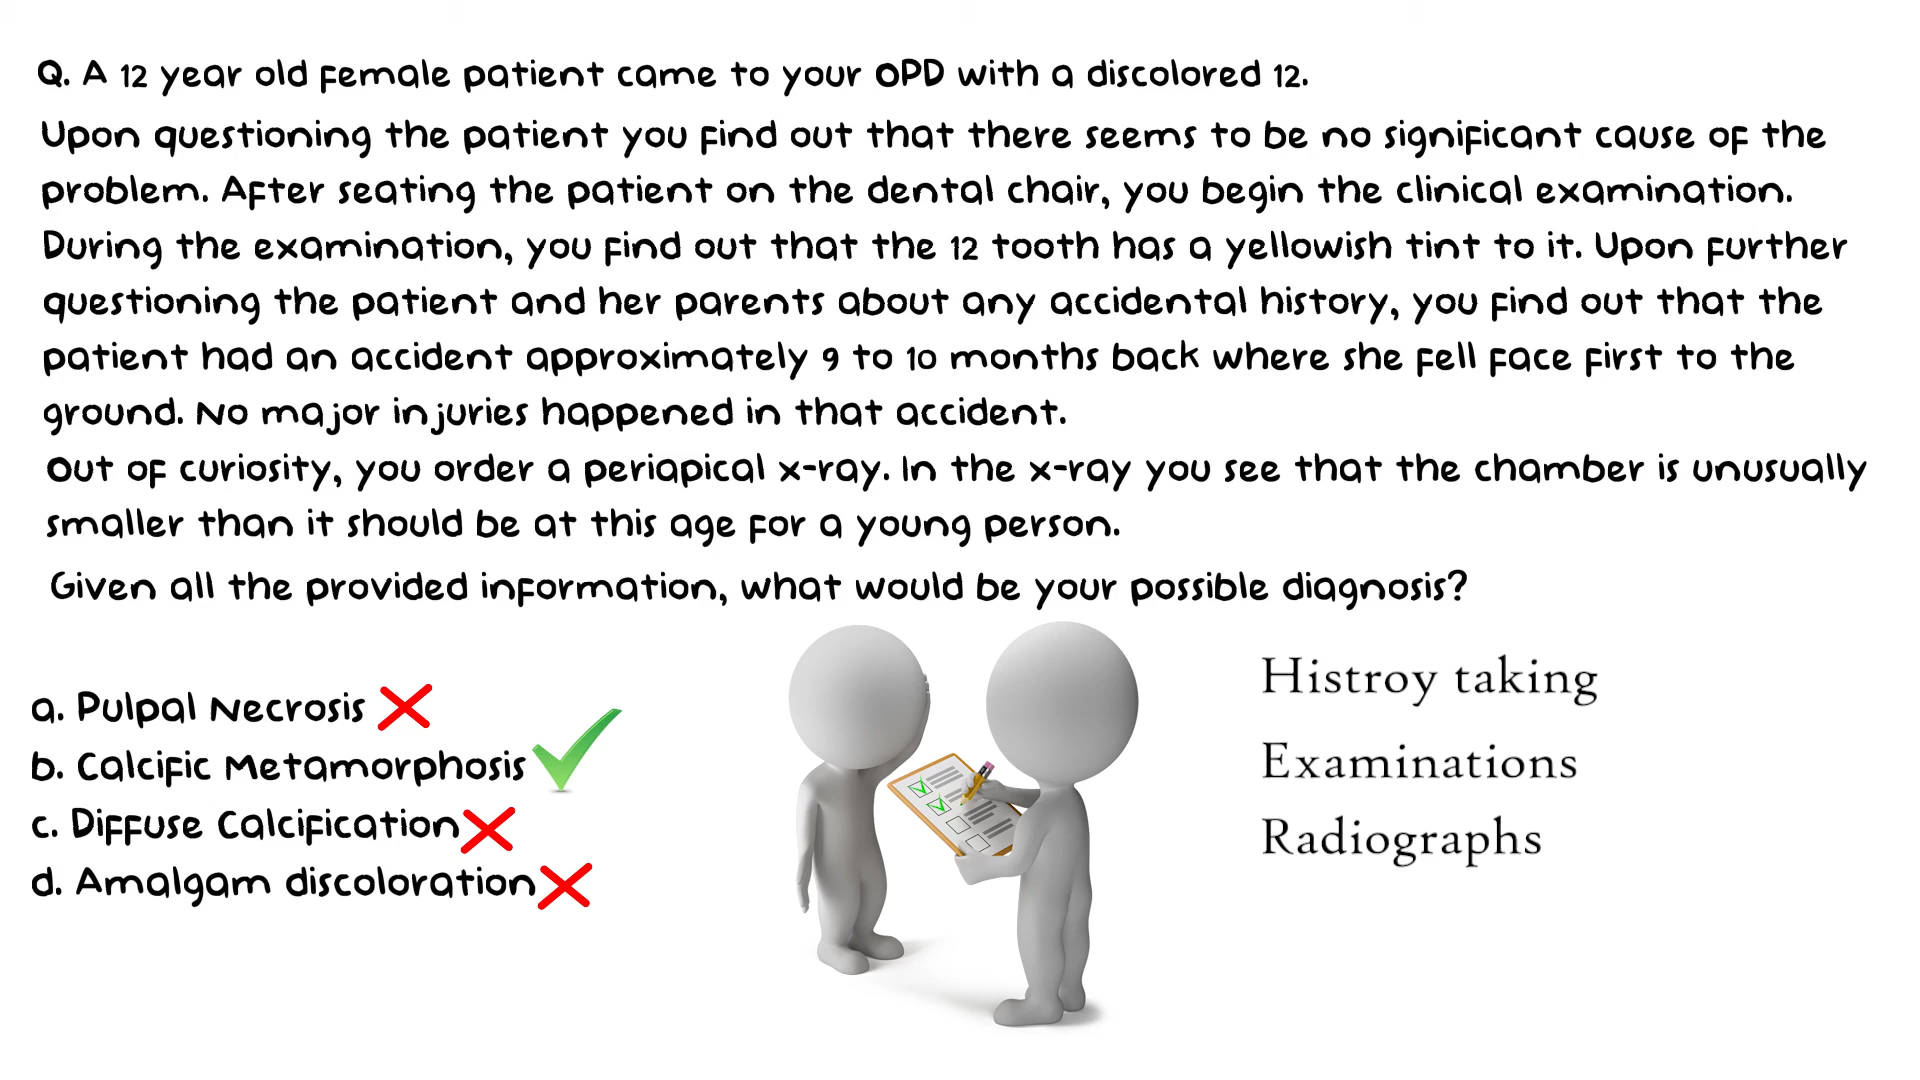 Q. A 12 year old female patient came to your OPD with a discolored 12.
Upon questioning the patient you find out that there seems to be no significant cause of the
problem. After seating the patient on the dental chair, you begin the clinical examination.
During the examination, you find out that the 12 tooth has a yellowish tint to it. Upon further
questioning the patient and her parents about any accidental history, you find out that the
patient had an accident approximately 9 to 10 months back where she fell face first to the
ground. No major injuries happened in that accident.
Out of curiosity, you order a periapical x-ray. In the x-ray you see that the chamber is unusually
smaller than it should be at this age for a young person.
Given all the provided information, what would be your possible diagnosis?
a. Pulpal Necrosis
b. Calcific Metamorphosis
c. Diffuse Calcification
d. Amalgam discoloration
Histroy taking
Examinations
Radiographs